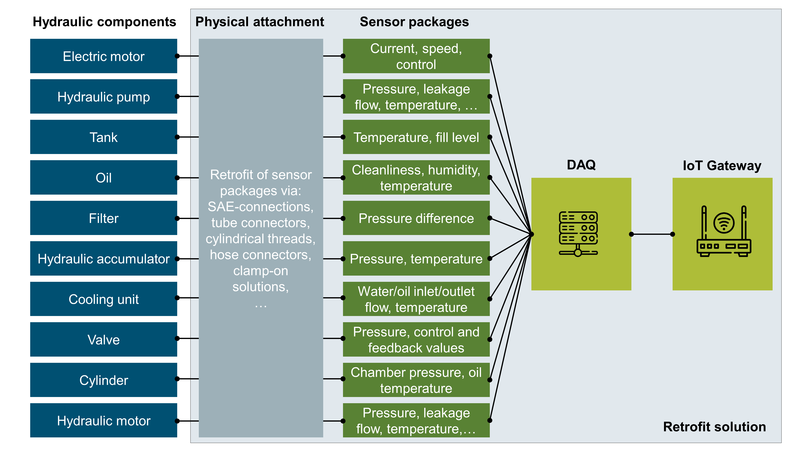 Hydraulic components
Physical attachment
Sensor packages
Electric motor
Current, speed,
control
Hydraulic pump
Pressure, leakage
flow, temperature, …
Tank
Temperature, fill level
Oil
Cleanliness, humidity,
temperature
Filter
Pressure difference
Hydraulic accumulator
Pressure, temperature
Cooling unit
Water/oil inlet/outlet
flow, temperature
Valve
Pressure, control and
feedback values
Cylinder
Chamber pressure, oil
temperature
Hydraulic motor
Pressure, leakage
flow, temperature,…
Retrofit of sensor
packages via:
SAE-connections,
tube connectors,
cylindrical threads,
hose connectors,
clamp-on
solutions,
…
DAQ
IoT Gateway
Retrofit solution